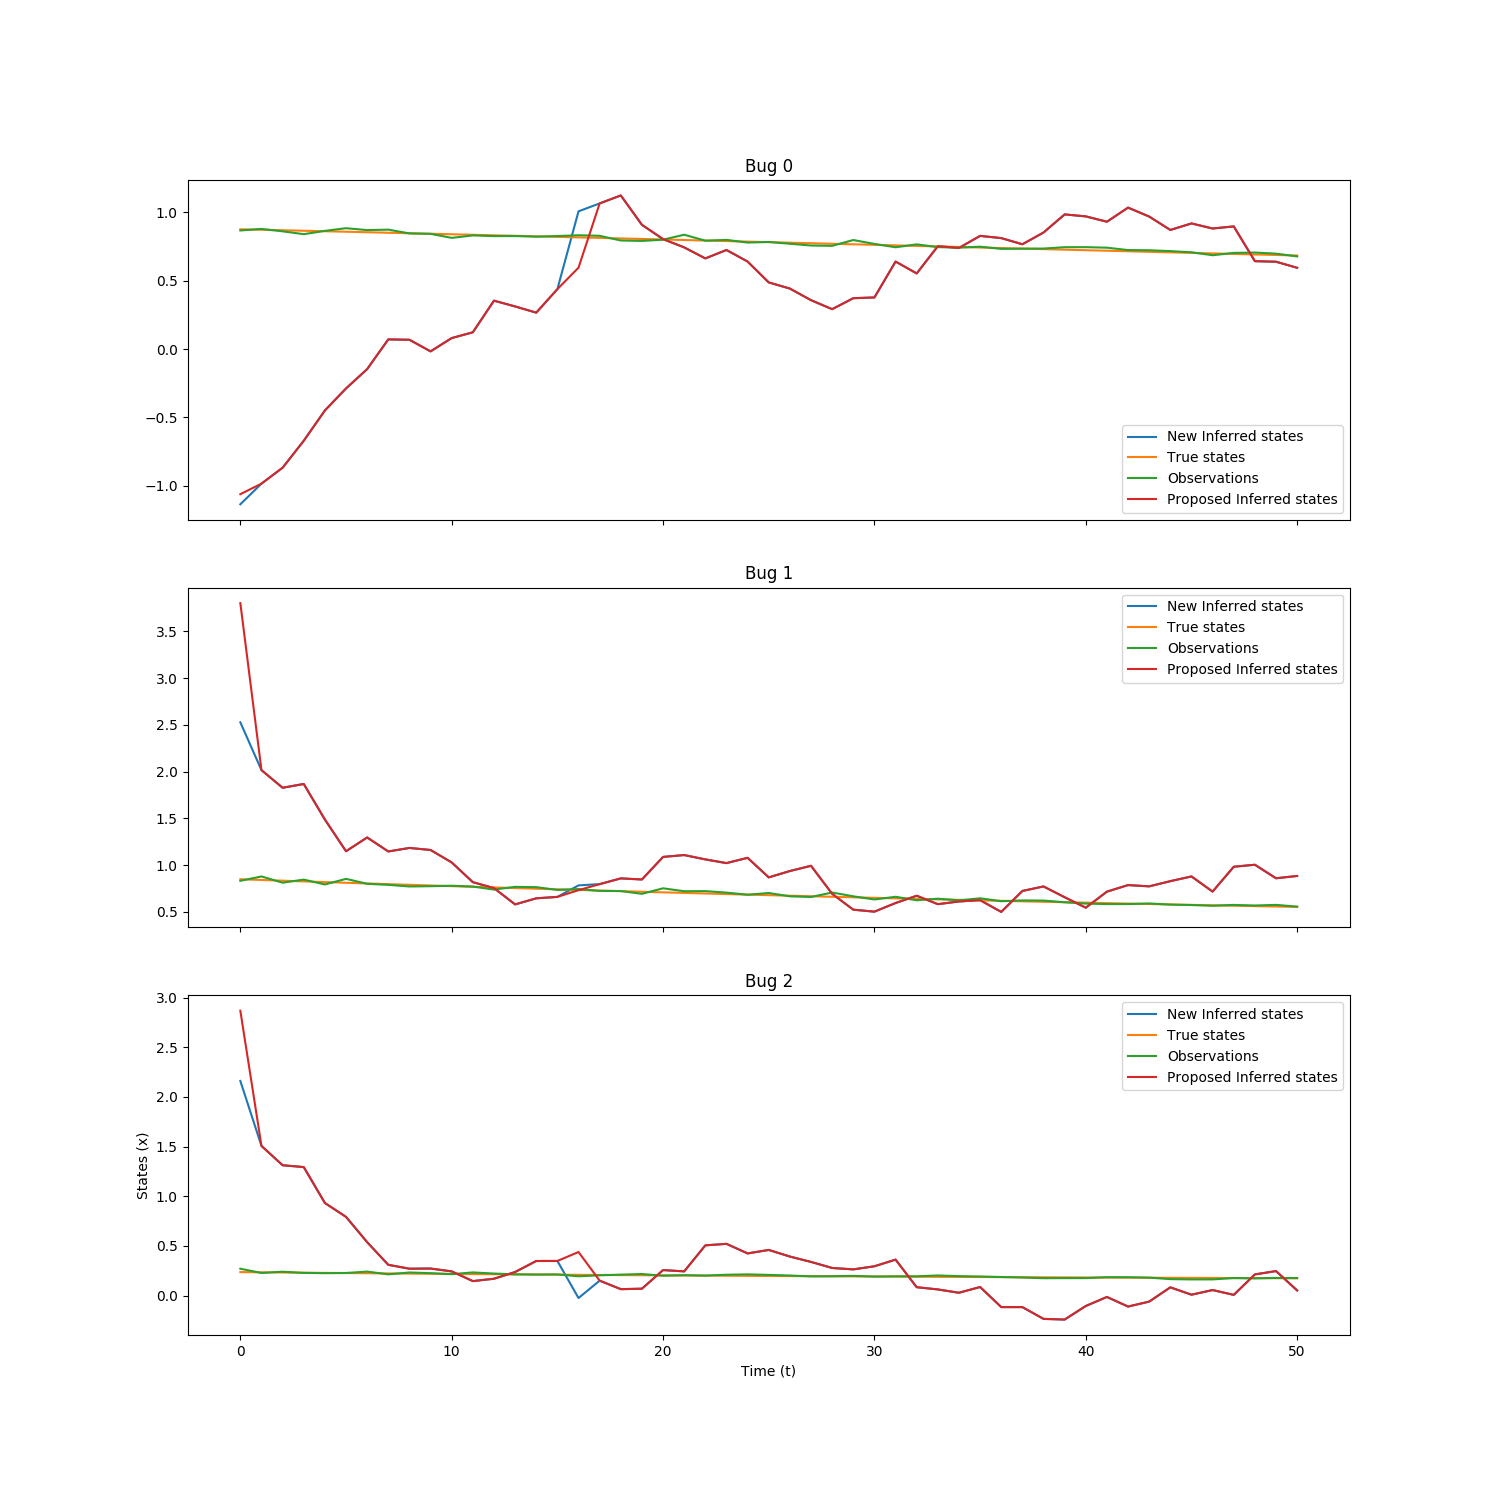 Bug 0
1.0
0.5
0.0
−0.5
−1.0
New Inferred states
True states
Observations
Proposed Inferred states
Bug 1
3.5
3.0
2.5
2.0
1.5
1.0
0.5
New Inferred states
True states
Observations
Proposed Inferred states
Bug 2
3.0
2.5
2.0
1.5
1.0
0.5
0.0
States (x)
New Inferred states
True states
Observations
Proposed Inferred states
0 10 20 30 40 50
Time (t)